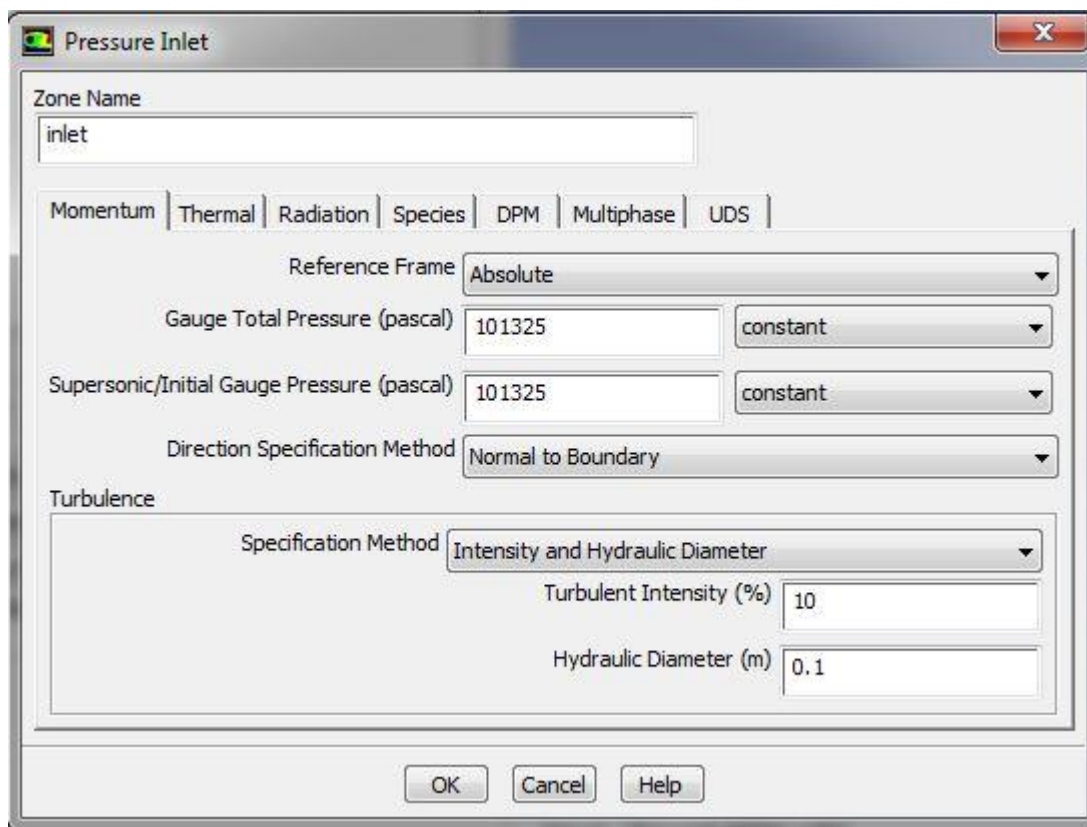 Pressure Inlet
Zone Name
inlet
Momentum Thermal Radiation Species DPM Multiphase UDS
Reference Frame Absolute
Gauge Total Pressure (pascal) 101325 constant
Supersonic/Initial Gauge Pressure (pascal) 101325 constant
Direction Specification Method Normal to Boundary
Turbulence
Specification Method Intensity and Hydraulic Diameter
Turbulent Intensity (%) 10
Hydraulic Diameter (m) 0.1
OK Cancel Help